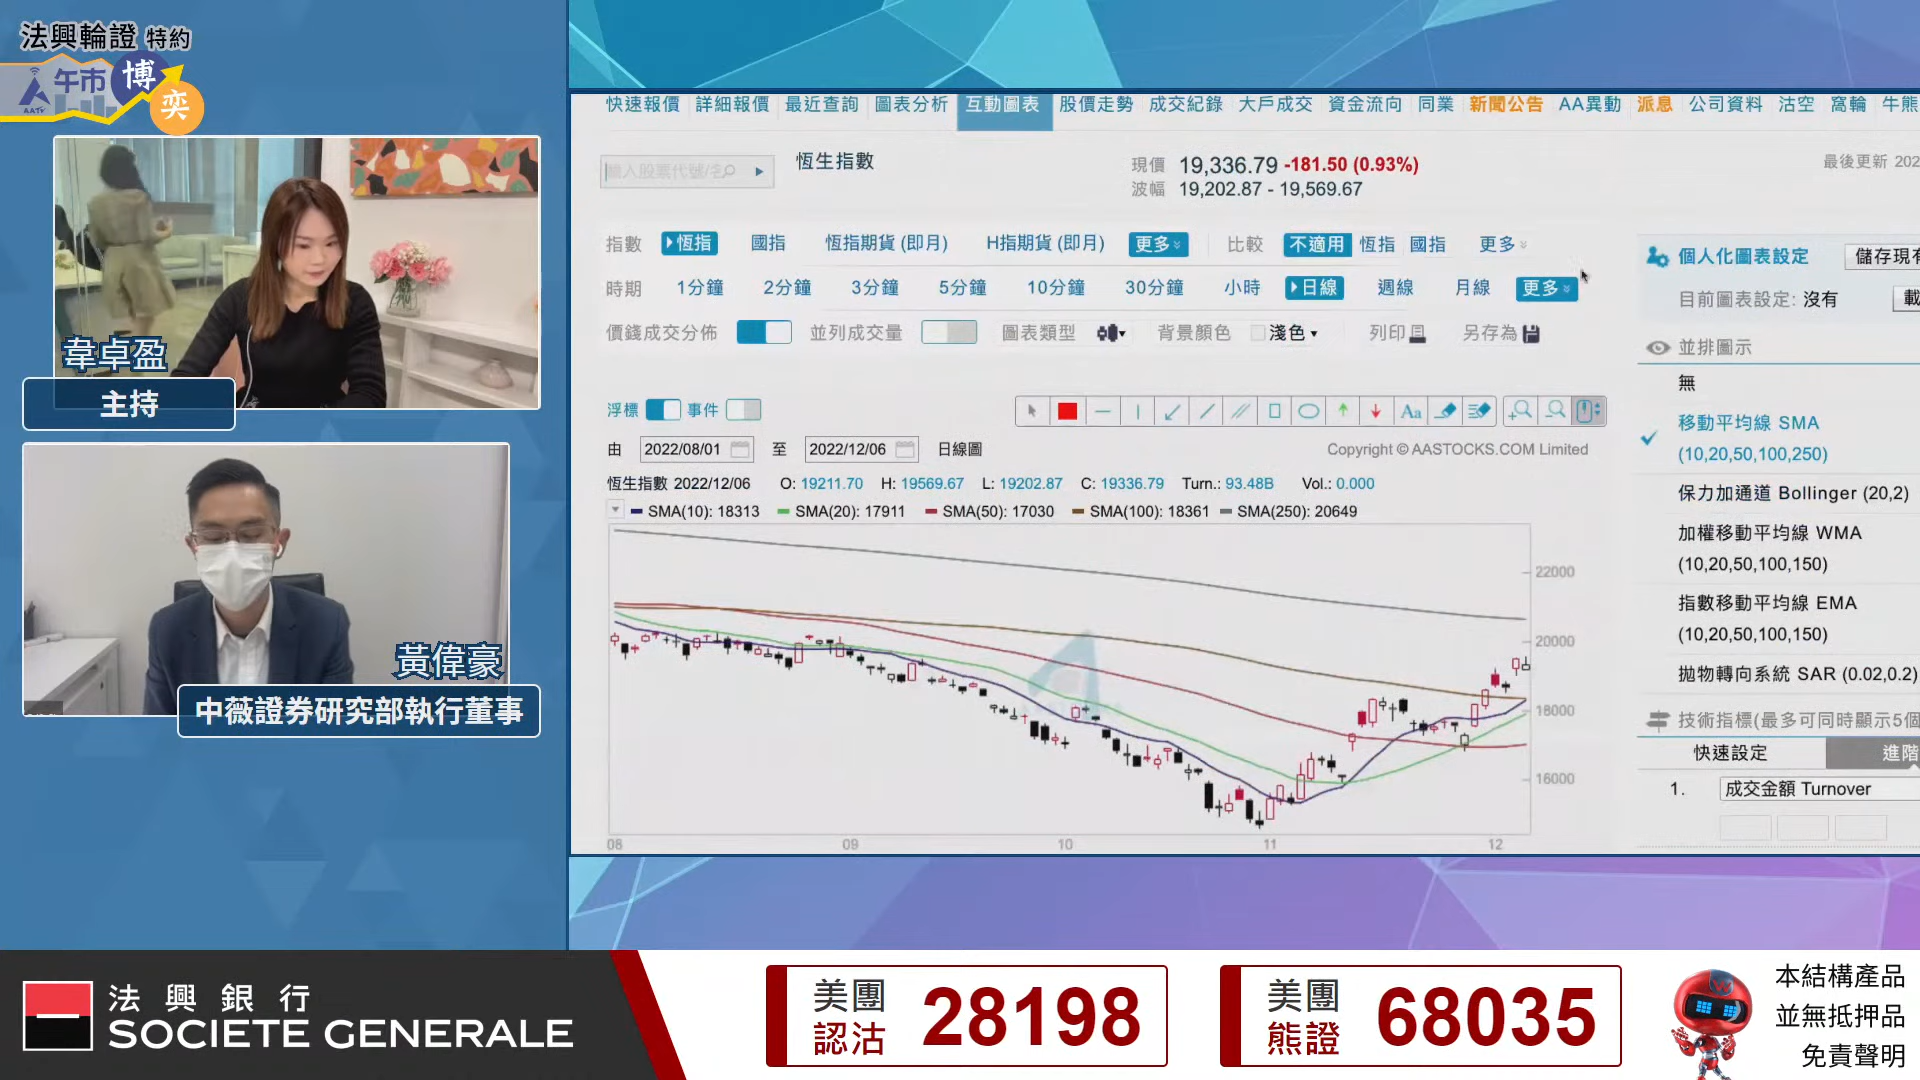 法興輪證 特約
午市 博
奕
AATV
韋卓盈
主持
黃偉豪
中薇證券研究部執行董事
快速報價 詳細報價 最近查詢 圖表分析 互動圖表 股價走勢 成交紀錄 大戶成交 資金流向 同業 新聞公告 AA異動 派息 公司資料 沽空 窩輪 牛熊
輸入股票代號/名
恆生指數
現價 19,336.79 -181.50 (0.93%)
波幅 19,202.87 - 19,569.67
最後更新 202
指數 恆指 國指 恆指期貨 (即月) H指期貨 (即月) 更多 比較 不適用 恆指 國指 更多
時期 1分鐘 2分鐘 3分鐘 5分鐘 10分鐘 30分鐘 小時 日線 週線 月線 更多
價錢成交分佈 並列成交量 圖表類型 背景顏色 淺色 列印 另存為
浮標 事件
Aa
由 2022/08/01 至 2022/12/06 日線圖
Copyright © AASTOCKS.COM Limited
恆生指數 2022/12/06 O: 19211.70 H: 19569.67 L: 19202.87 C: 19336.79 Turn.: 93.48B Vol.: 0.000
SMA(10): 18313 SMA(20): 17911 SMA(50): 17030 SMA(100): 18361 SMA(250): 20649
22000
20000
18000
16000
08 09 10 11 12
個人化圖表設定 儲存現有
目前圖表設定: 沒有 載
並排圖示
無
移動平均線 SMA
(10,20,50,100,250)
保力加通道 Bollinger (20,2)
加權移動平均線 WMA
(10,20,50,100,150)
指數移動平均線 EMA
(10,20,50,100,150)
拋物轉向系統 SAR (0.02,0.2)
技術指標(最多可同時顯示5個
快速設定 進階
1. 成交金額 Turnover
法興銀行
SOCIETE GENERALE
美團
認沽 28198
美團
熊證 68035
W
本結構產品
並無抵押品
免責聲明